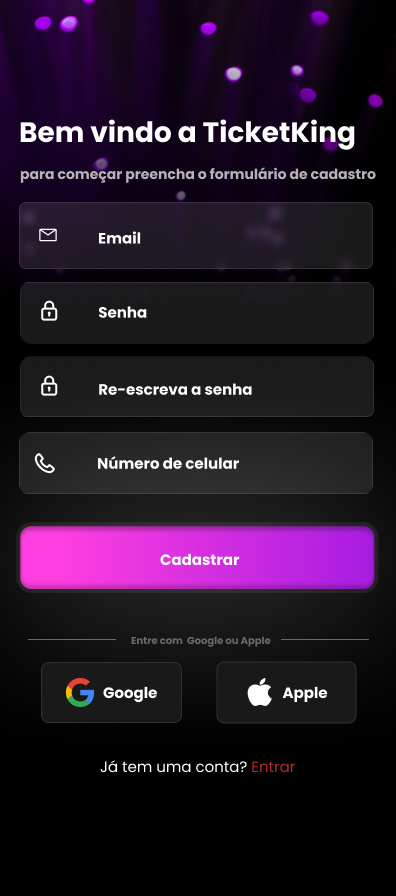 Bem vindo a TicketKing
para começar preencha o formulário de cadastro
Email
Senha
Re-escreva a senha
Número de celular
Cadastrar
Entre com Google ou Apple
Google
Apple
Já tem uma conta? Entrar